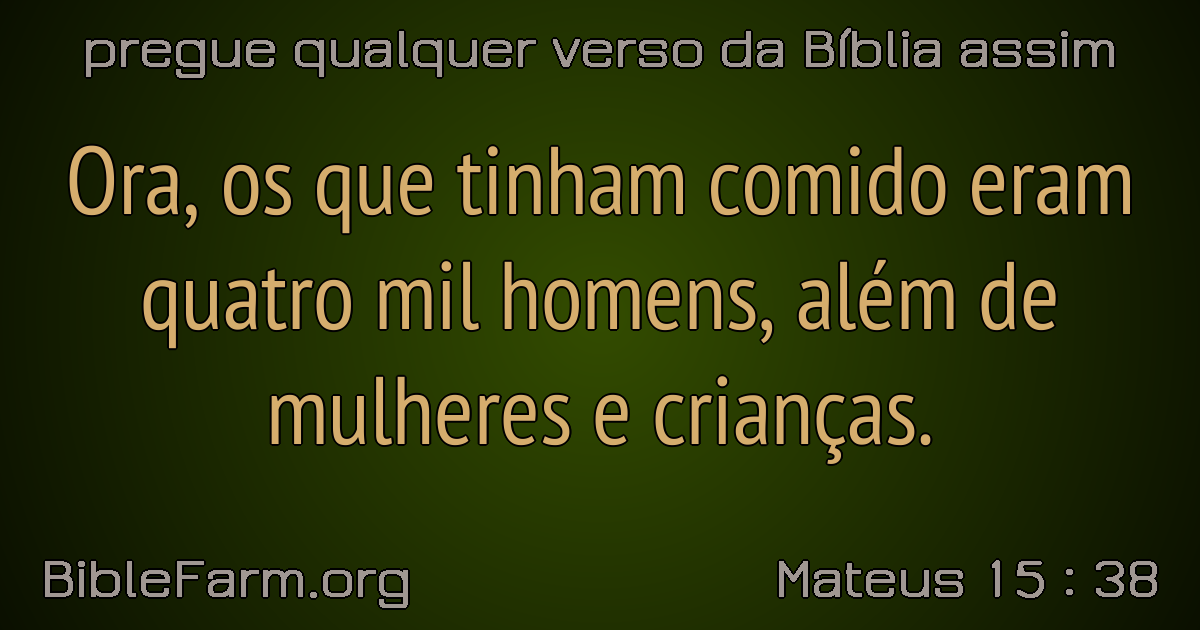 pregue qualquer verso da Bíblia assim
Ora, os que tinham comido eram
quatro mil homens, além de
mulheres e crianças.
BibleFarm.org
Mateus 15 : 38